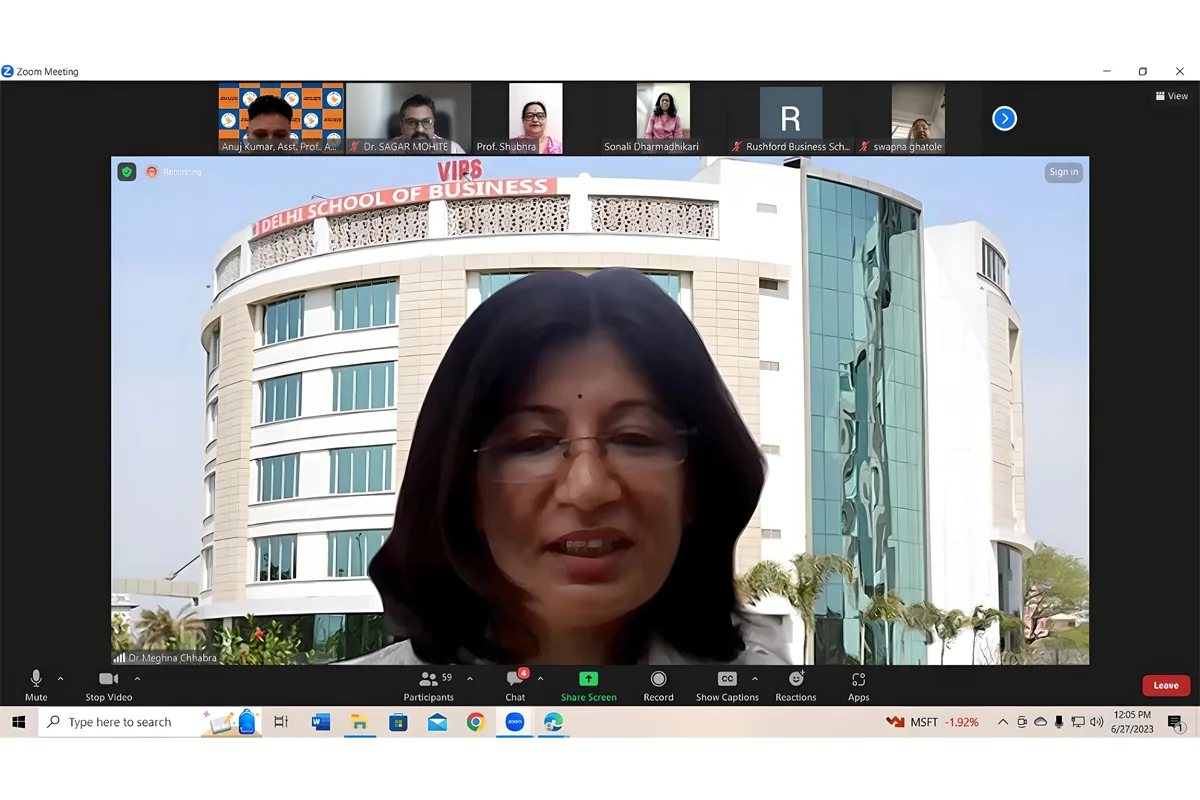 Zoom Meeting
View
Anuj Kumar, Asst. Prof. A...
Dr. SAGAR MOHITE
Prof. Shubhra
Sonali Dharmadhikari
R
Rushford Business Sch...
swapna ghatole
Recording
Sign in
VIPS
DELHI SCHOOL OF BUSINESS
Dr Meghna Chhabra
Mute
Stop Video
59
Participants
4
Chat
Share Screen
Record
CC
Show Captions
Reactions
Apps
Leave
Type here to search
W
zoom
MSFT -1.92%
12:05 PM
6/27/2023
1